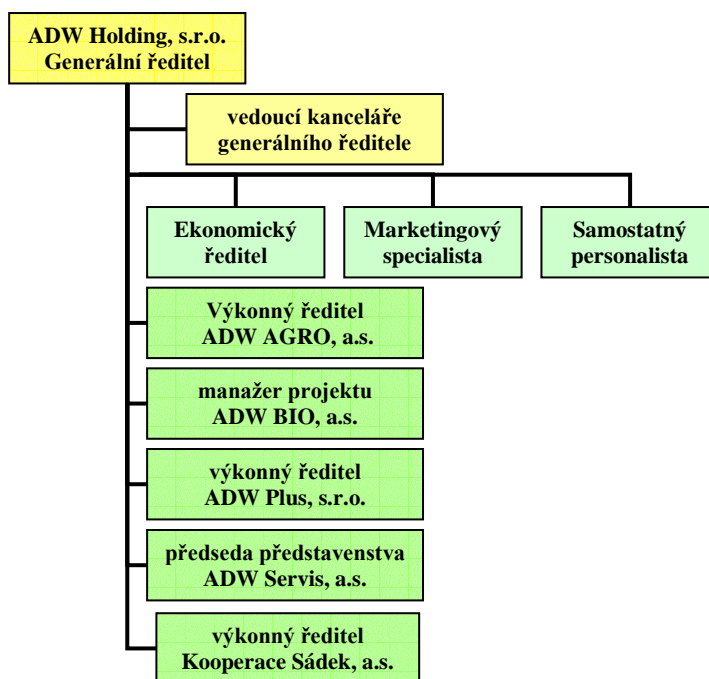 ADW Holding, s.r.o.
Generální ředitel
vedoucí kanceláře
generálního ředitele
Ekonomický
ředitel
Marketingový
specialista
Samostatný
personalista
Výkonný ředitel
ADW AGRO, a.s.
manažer projektu
ADW BIO, a.s.
výkonný ředitel
ADW Plus, s.r.o.
předseda představenstva
ADW Servis, a.s.
výkonný ředitel
Kooperace Sádek, a.s.